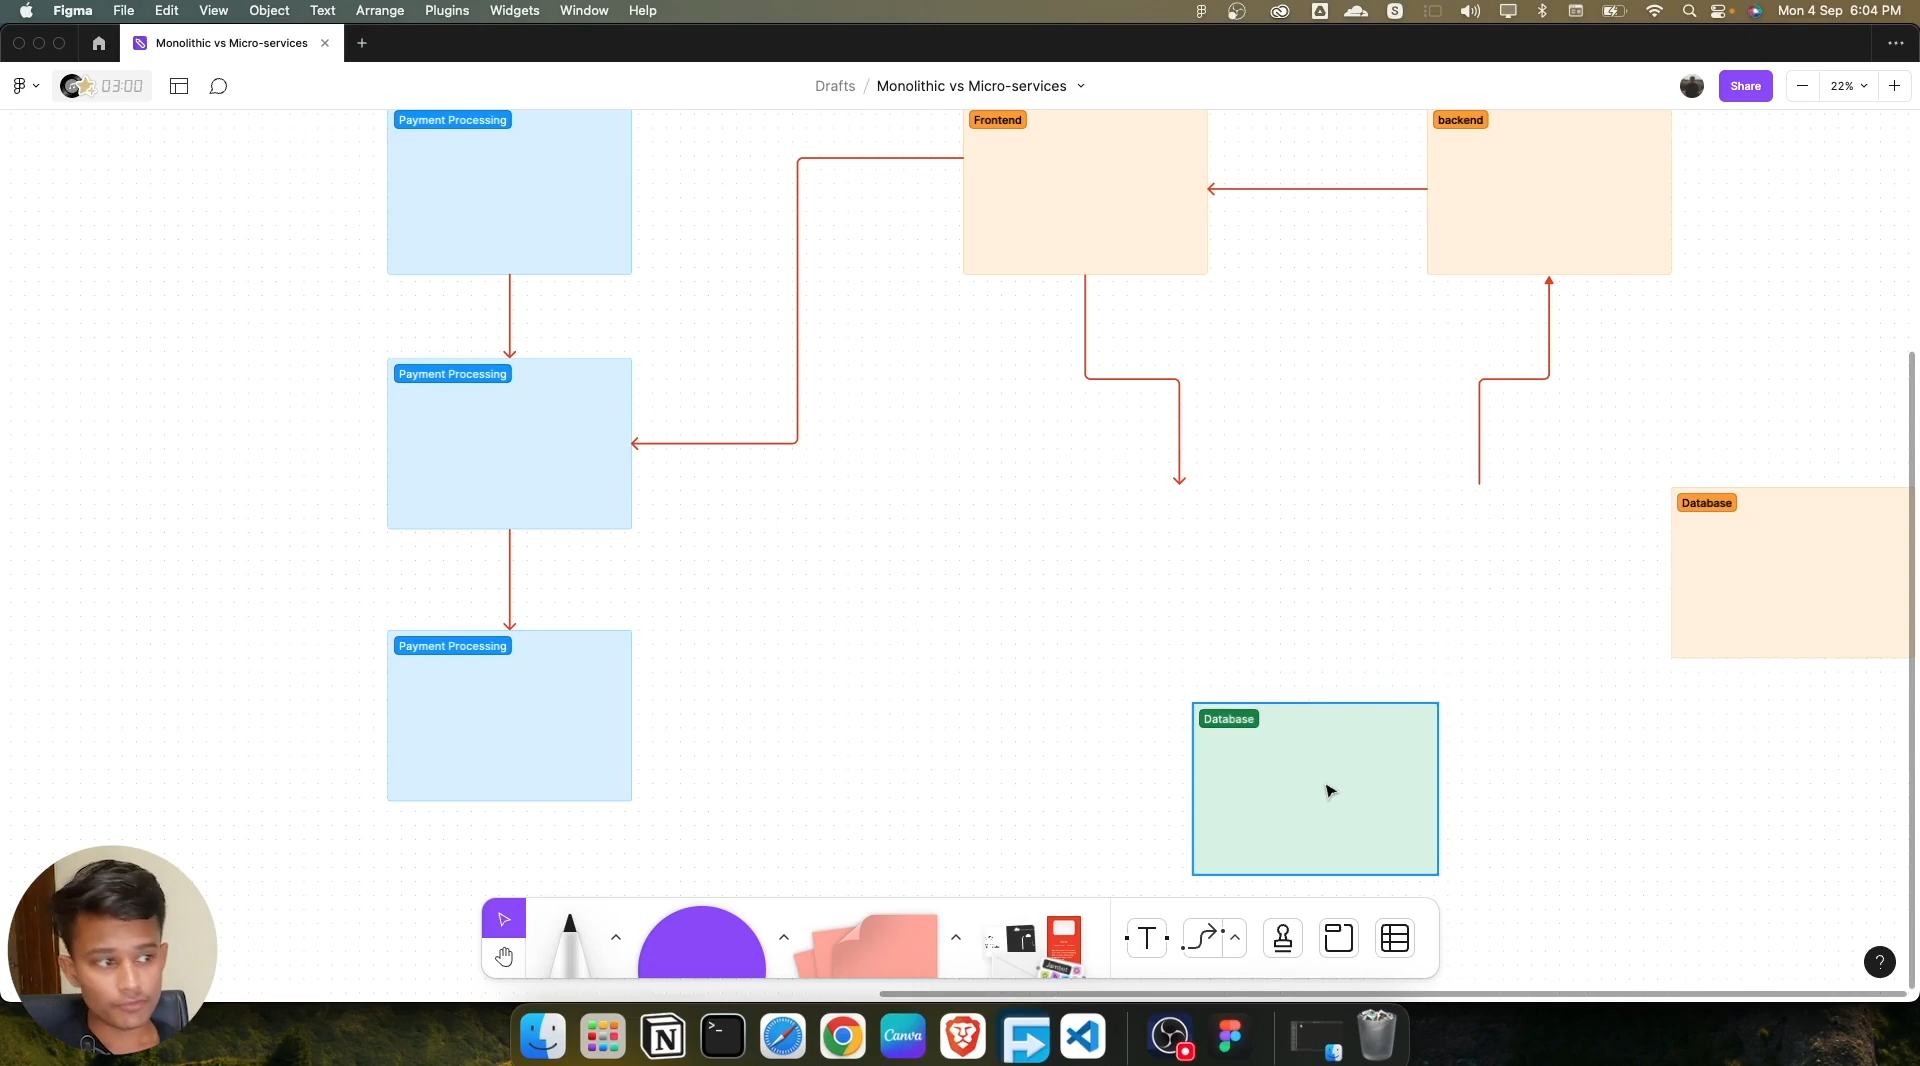 Figma File Edit View Object Text Arrange Plugins Widgets Window Help
S
Mon 4 Sep 6:04 PM
Monolithic vs Micro-services
03:00
Drafts / Monolithic vs Micro-services
Share
22%
Payment Processing
Frontend
backend
Payment Processing
Database
Payment Processing
Database
T
Jambot
?
Canva